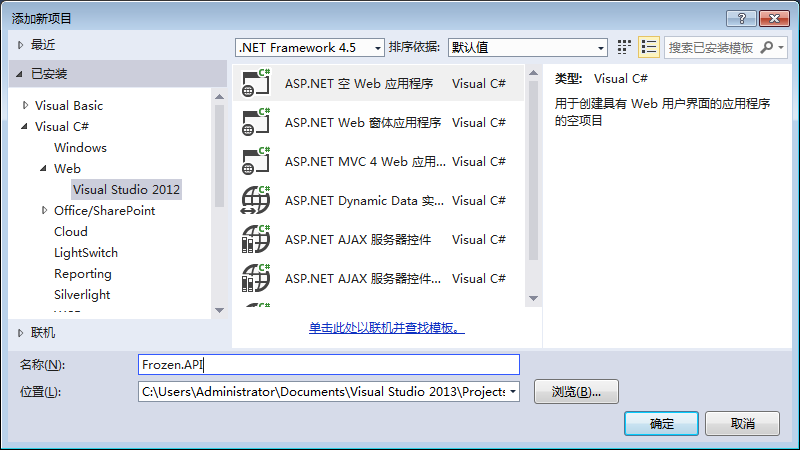 添加新项目
最近
.NET Framework 4.5
排序依据:
默认值
搜索已安装模板
已安装
Visual Basic
Visual C#
Windows
Web
Visual Studio 2012
Office/SharePoint
Cloud
LightSwitch
Reporting
Silverlight
联机
ASP.NET 空 Web 应用程序 Visual C#
ASP.NET Web 窗体应用程序 Visual C#
ASP.NET MVC 4 Web 应用... Visual C#
ASP.NET Dynamic Data 实... Visual C#
ASP.NET AJAX 服务器控件 Visual C#
ASP.NET AJAX 服务器控件... Visual C#
单击此处以联机并查找模板。
类型: Visual C#
用于创建具有 Web 用户界面的应用程序
的空项目
名称(N):
Frozen.API
位置(L):
C:\Users\Administrator\Documents\Visual Studio 2013\Projects
浏览(B)...
确定
取消